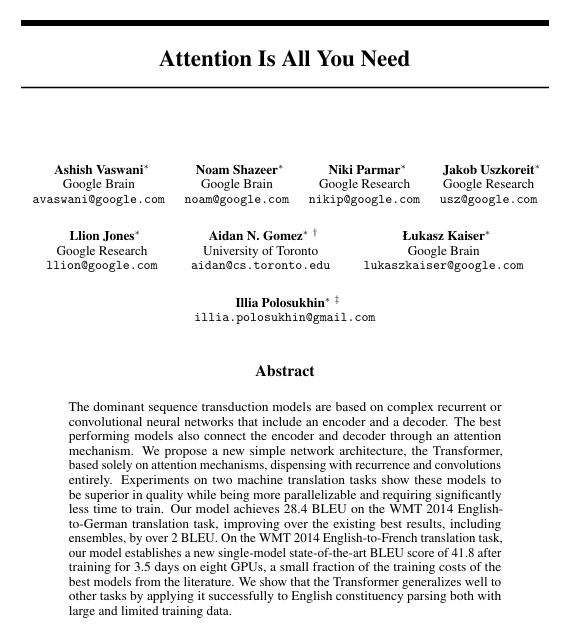 Attention Is All You Need
Ashish Vaswani* Noam Shazeer* Niki Parmar* Jakob Uszkoreit*
Google Brain Google Brain Google Research Google Research
avaswani@google.com noam@google.com nikip@google.com usz@google.com
Llion Jones* Aidan N. Gomez* † Łukasz Kaiser*
Google Research University of Toronto Google Brain
llion@google.com aidan@cs.toronto.edu lukaszkaiser@google.com
Illia Polosukhin* ‡
illia.polosukhin@gmail.com
Abstract
The dominant sequence transduction models are based on complex recurrent or
convolutional neural networks that include an encoder and a decoder. The best
performing models also connect the encoder and decoder through an attention
mechanism. We propose a new simple network architecture, the Transformer,
based solely on attention mechanisms, dispensing with recurrence and convolutions
entirely. Experiments on two machine translation tasks show these models to
be superior in quality while being more parallelizable and requiring significantly
less time to train. Our model achieves 28.4 BLEU on the WMT 2014 English-
to-German translation task, improving over the existing best results, including
ensembles, by over 2 BLEU. On the WMT 2014 English-to-French translation task,
our model establishes a new single-model state-of-the-art BLEU score of 41.8 after
training for 3.5 days on eight GPUs, a small fraction of the training costs of the
best models from the literature. We show that the Transformer generalizes well to
other tasks by applying it successfully to English constituency parsing both with
large and limited training data.